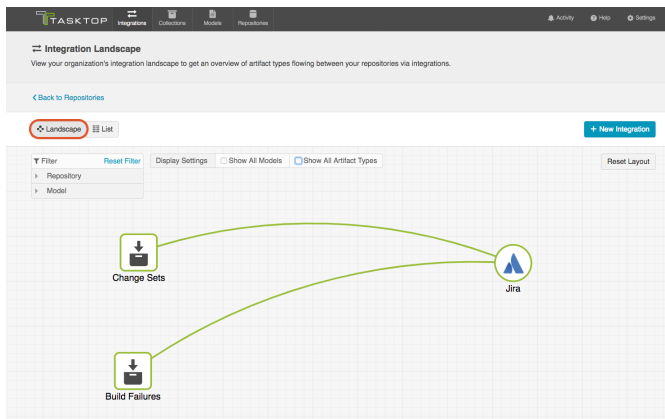 TASKTOP Integrations Collections Models Repositories Activity Help Settings
Integration Landscape
View your organization's integration landscape to get an overview of artifact types flowing between your repositories via integrations.
Back to Repositories
Landscape List + New Integration
Filter Reset Filter Display Settings Show All Models Show All Artifact Types Reset Layout
Repository
Model
Change Sets
Jira
Build Failures